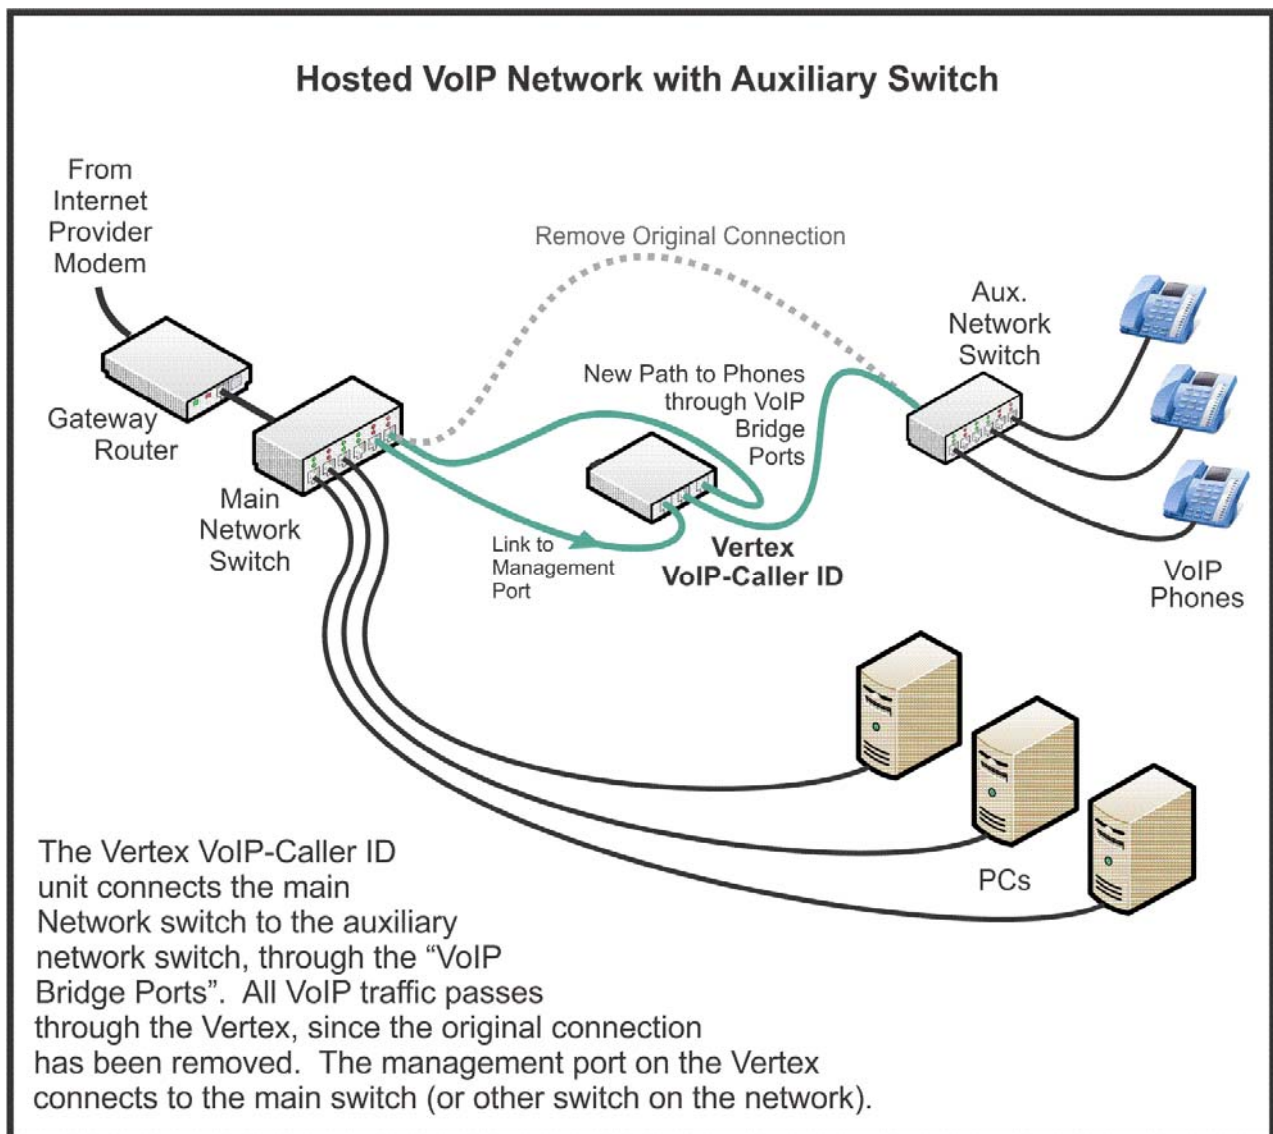 Hosted VoIP Network with Auxiliary Switch
From
Internet
Provider
Modem
Remove Original Connection
Aux.
Network
Switch
New Path to Phones
through VoIP
Bridge
Ports
Gateway
Router
Main
Network
Switch
Link to
Management
Port
Vertex
VoIP-Caller ID
VoIP
Phones
PCs
The Vertex VoIP-Caller ID
unit connects the main
Network switch to the auxiliary
network switch, through the “VoIP
Bridge Ports”.  All VoIP traffic passes
through the Vertex, since the original connection
has been removed.  The management port on the Vertex
connects to the main switch (or other switch on the network).